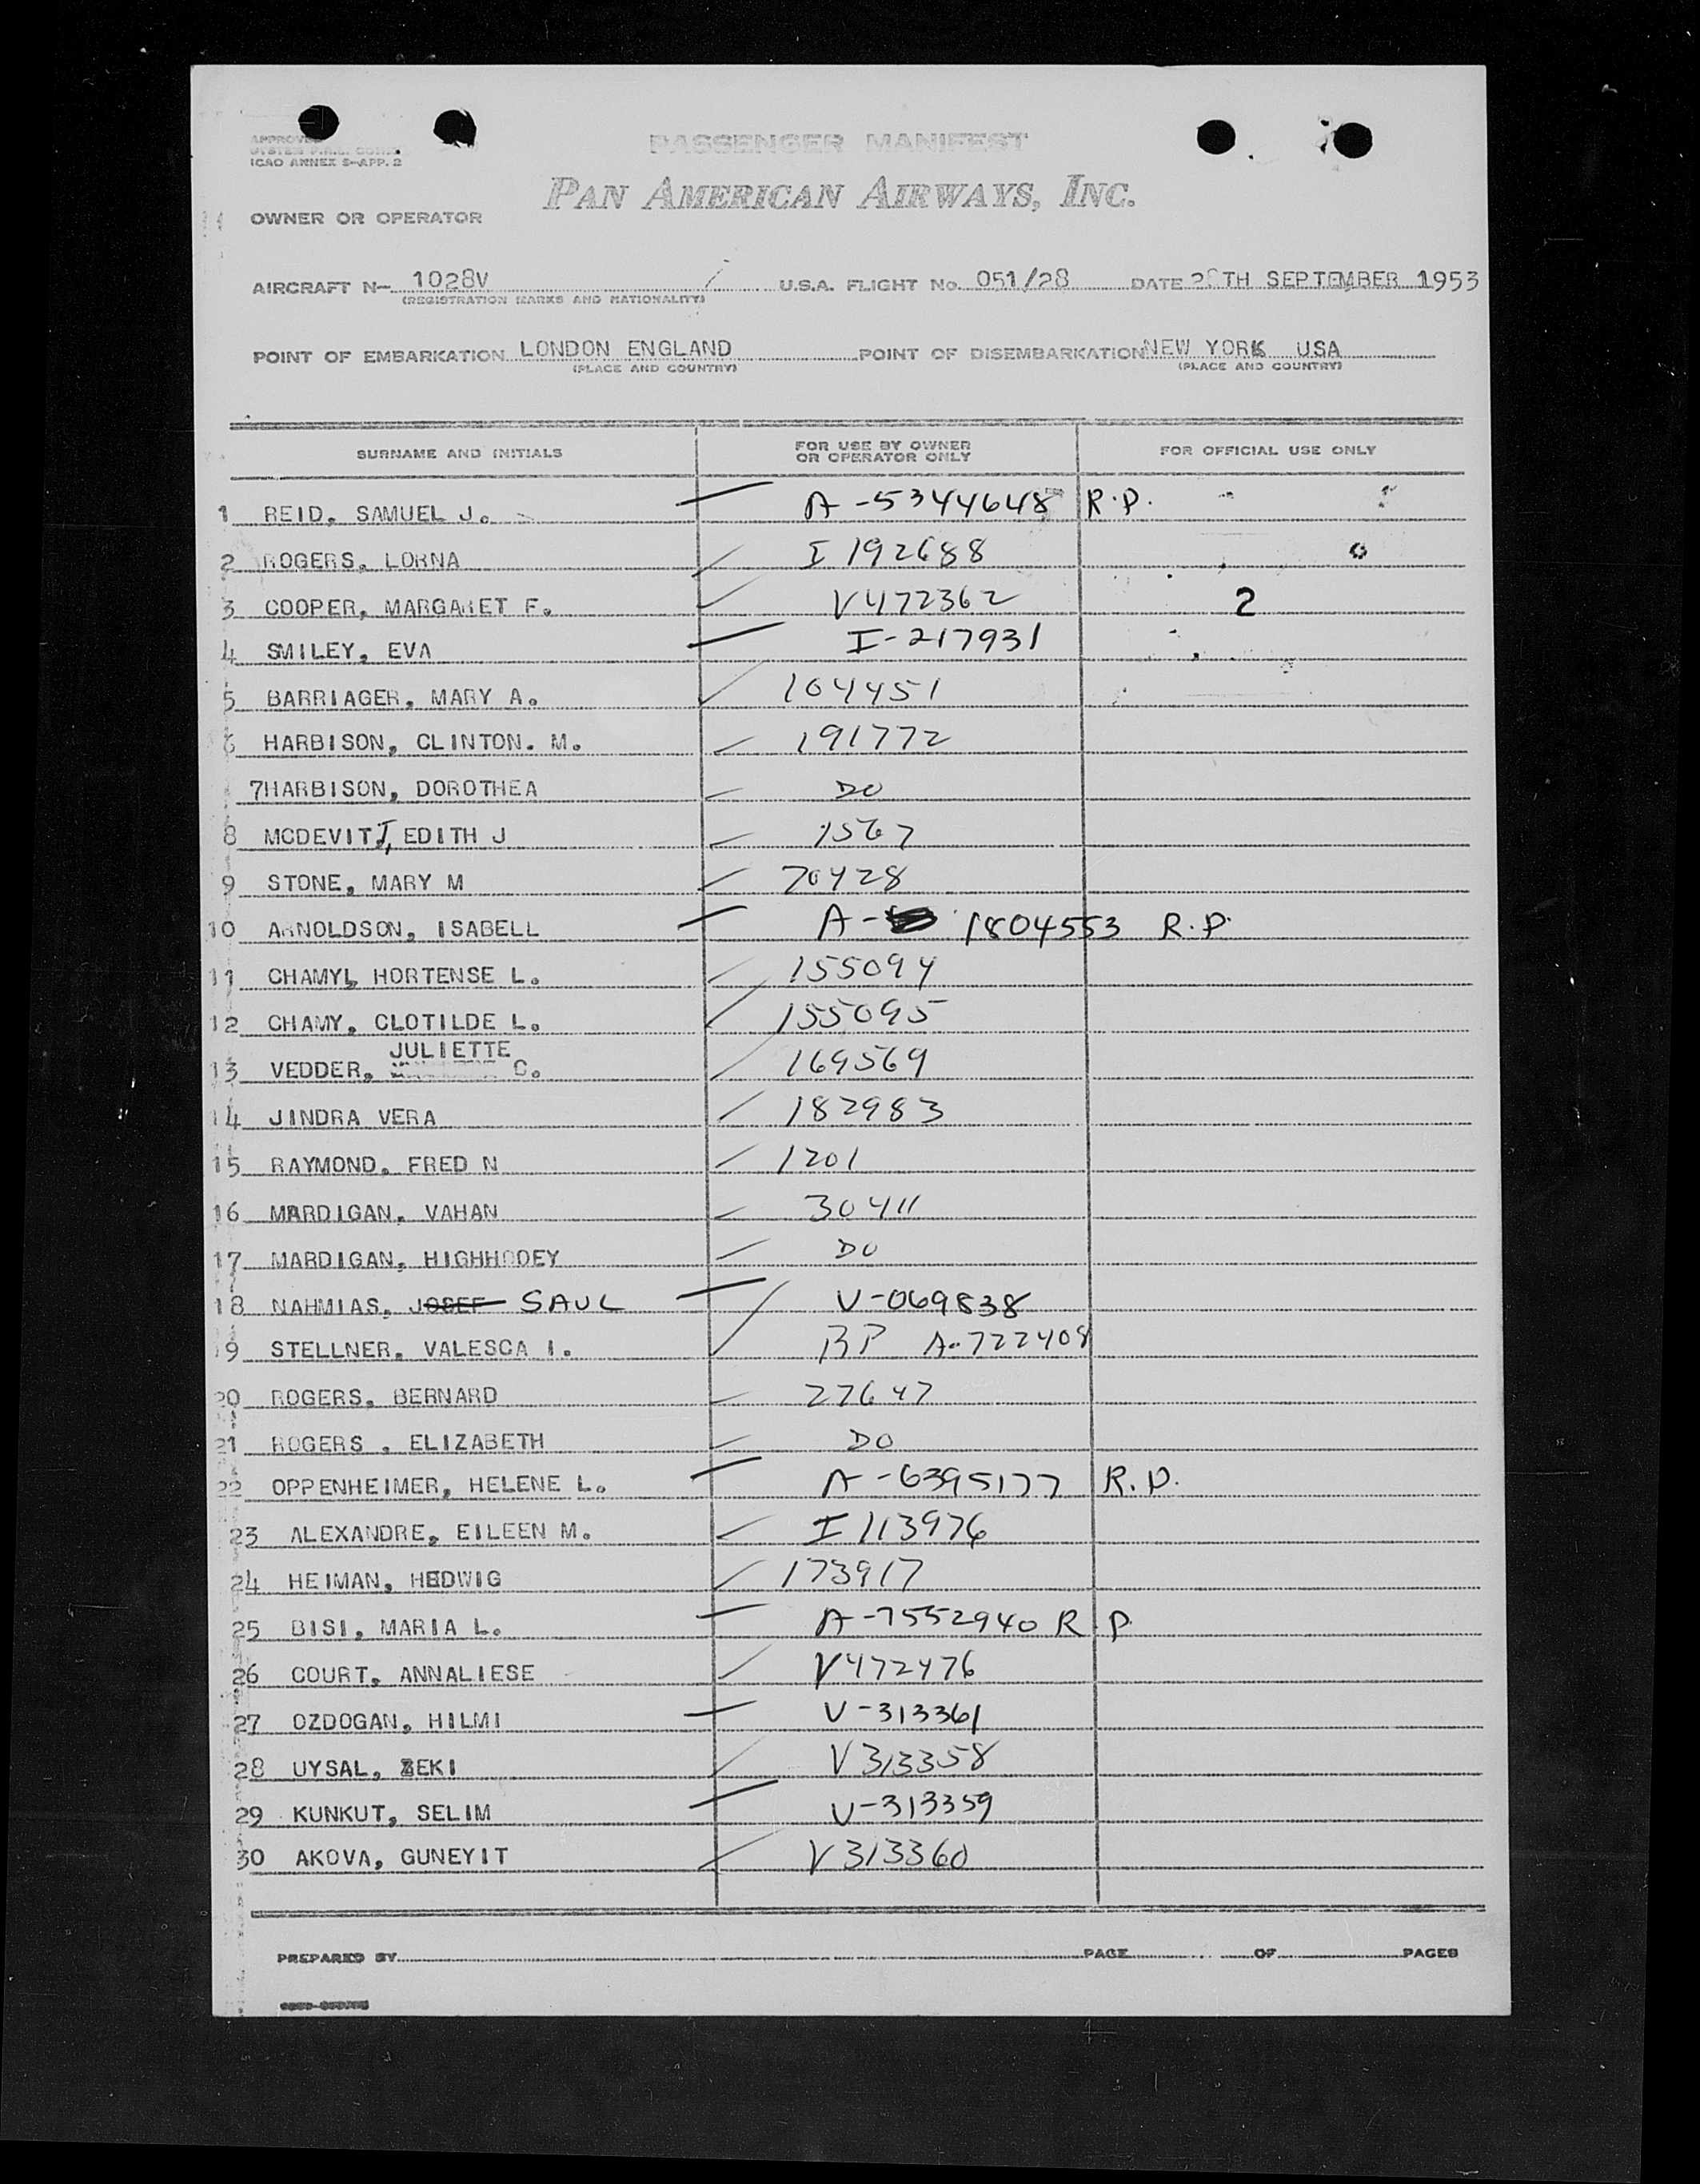 APPROVED
ICAO ANNEX 9-APP. 2
PASSENGER MANIFEST
PAN AMERICAN AIRWAYS, INC.
OWNER OR OPERATOR
AIRCRAFT N- 1028V U.S.A. FLIGHT No. 051/28 DATE 28TH SEPTEMBER 1953
(REGISTRATION MARKS AND NATIONALITY)
POINT OF EMBARKATION LONDON ENGLAND POINT OF DISEMBARKATION NEW YORK USA
(PLACE AND COUNTRY) (PLACE AND COUNTRY)
SURNAME AND INITIALS FOR USE BY OWNER OR OPERATOR ONLY FOR OFFICIAL USE ONLY
1 REID, SAMUEL J. A-5344648 R.P.
2 ROGERS, LORNA I 192688
3 COOPER, MARGARET F. V472362 2
4 SMILEY, EVA I-217931
5 BARRIAGER, MARY A. 104451
6 HARBISON, CLINTON. M. 191772
7 HARBISON, DOROTHEA DO
8 MCDEVITT, EDITH J 1567
9 STONE, MARY M 70428
10 ARNOLDSON, ISABELL A- 1804553 R.P.
11 CHAMY, HORTENSE L. 155094
12 CHAMY, CLOTILDE L. 155095
13 VEDDER, JULIETTE C. 169569
14 JINDRA VERA 182983
15 RAYMOND, FRED N 1201
16 MARDIGAN, VAHAN 30411
17 MARDIGAN, HIGHHOOEY DO
18 NAHMIAS, JOSEF SAUL V-069838
19 STELLNER, VALESCA I. RP A-722408
20 ROGERS, BERNARD 27647
21 ROGERS , ELIZABETH DO
22 OPPENHEIMER, HELENE L. A-6395177 R.P.
23 ALEXANDRE, EILEEN M. I 113976
24 HEIMAN, HEDWIG 173917
25 BISI, MARIA L. A-7552940 R.P.
26 COURT, ANNALIESE V472476
27 OZDOGAN, HILMI V-313361
28 UYSAL, ZEKI V313358
29 KUNKUT, SELIM V-313359
30 AKOVA, GUNEYIT V313360
PREPARED BY PAGE OF PAGES